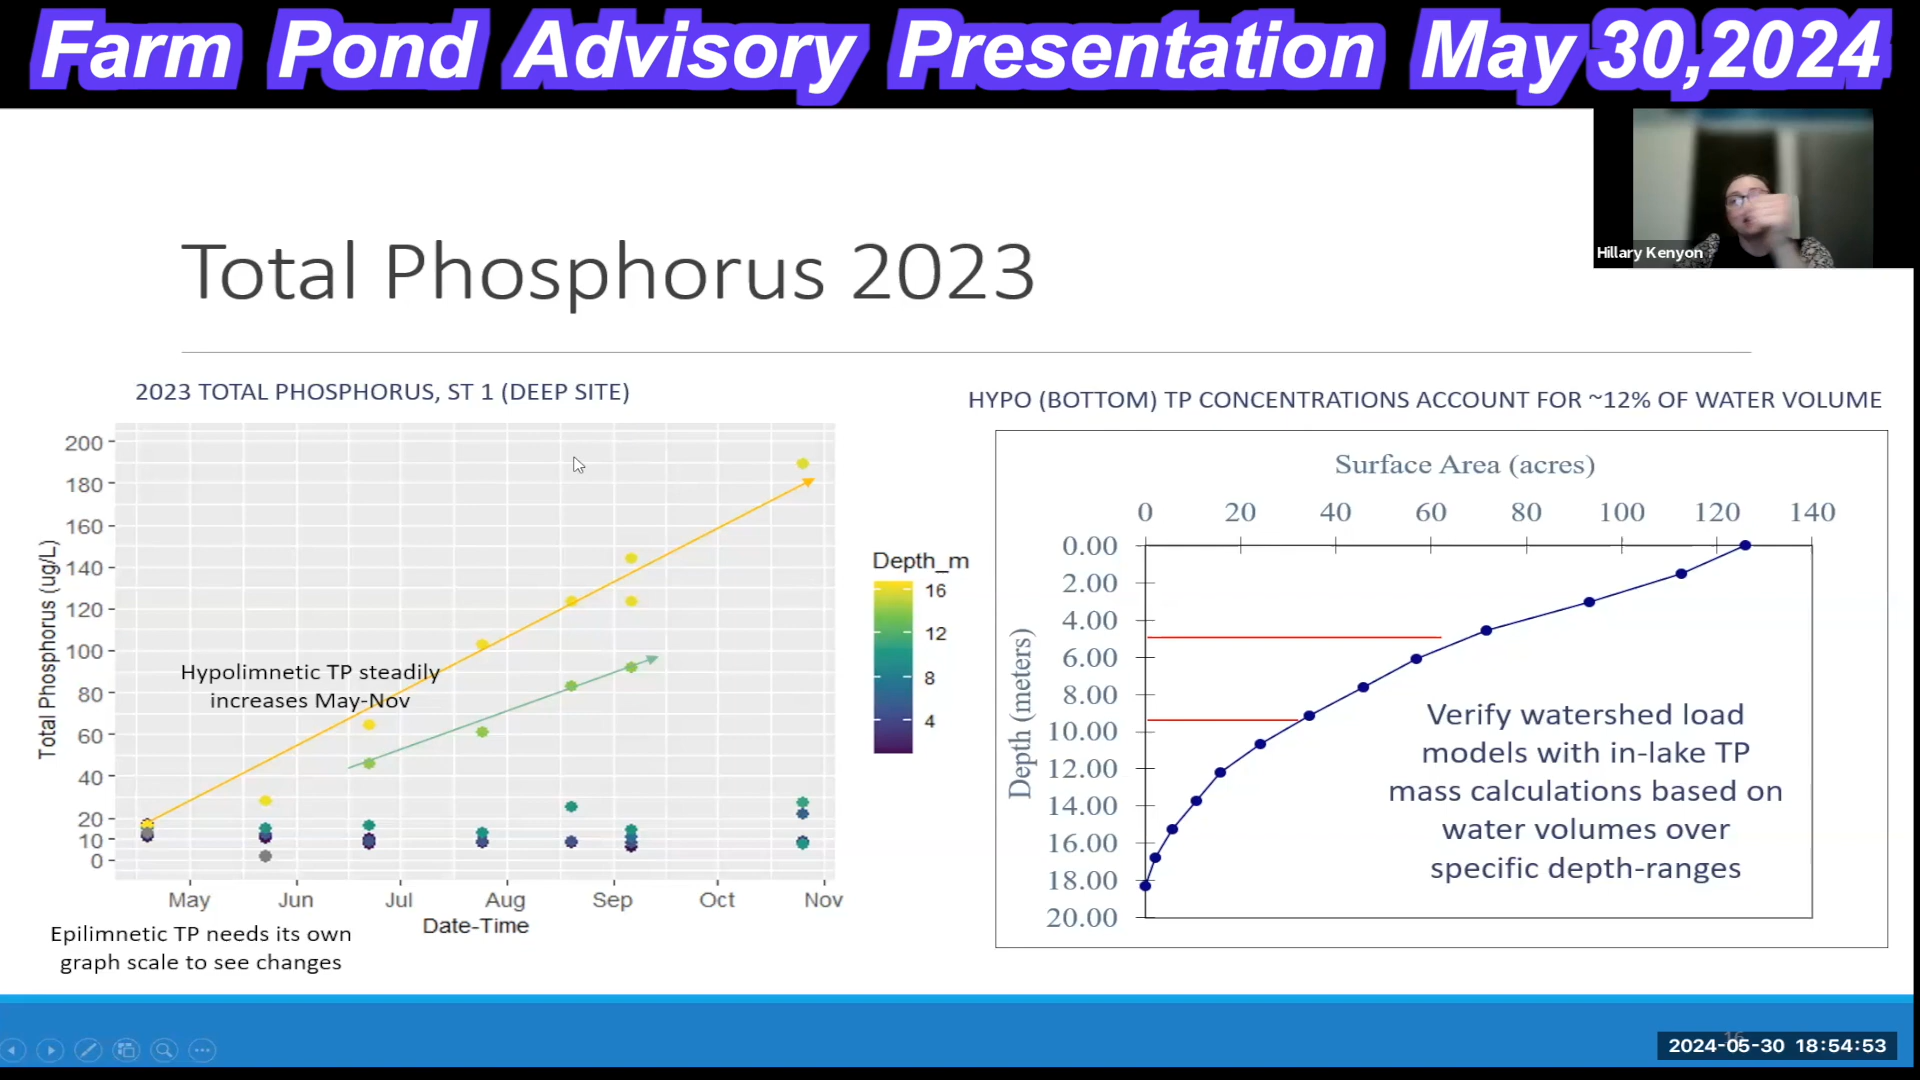 Farm Pond Advisory Presentation May 30,2024
Hillary Kenyon
Total Phosphorus 2023
2023 TOTAL PHOSPHORUS, ST 1 (DEEP SITE)
200
180
160
140
120
100
80
60
40
20
10
0
Total Phosphorus (ug/L)
Hypolimnetic TP steadily
increases May-Nov
May Jun Jul Aug Sep Oct Nov
Date-Time
Depth_m
16
12
8
4
Epilimnetic TP needs its own
graph scale to see changes
HYPO (BOTTOM) TP CONCENTRATIONS ACCOUNT FOR ~12% OF WATER VOLUME
Surface Area (acres)
0 20 40 60 80 100 120 140
0.00
2.00
4.00
6.00
8.00
10.00
12.00
14.00
16.00
18.00
20.00
Depth (meters)
Verify watershed load
models with in-lake TP
mass calculations based on
water volumes over
specific depth-ranges
16
2024-05-30 18:54:53